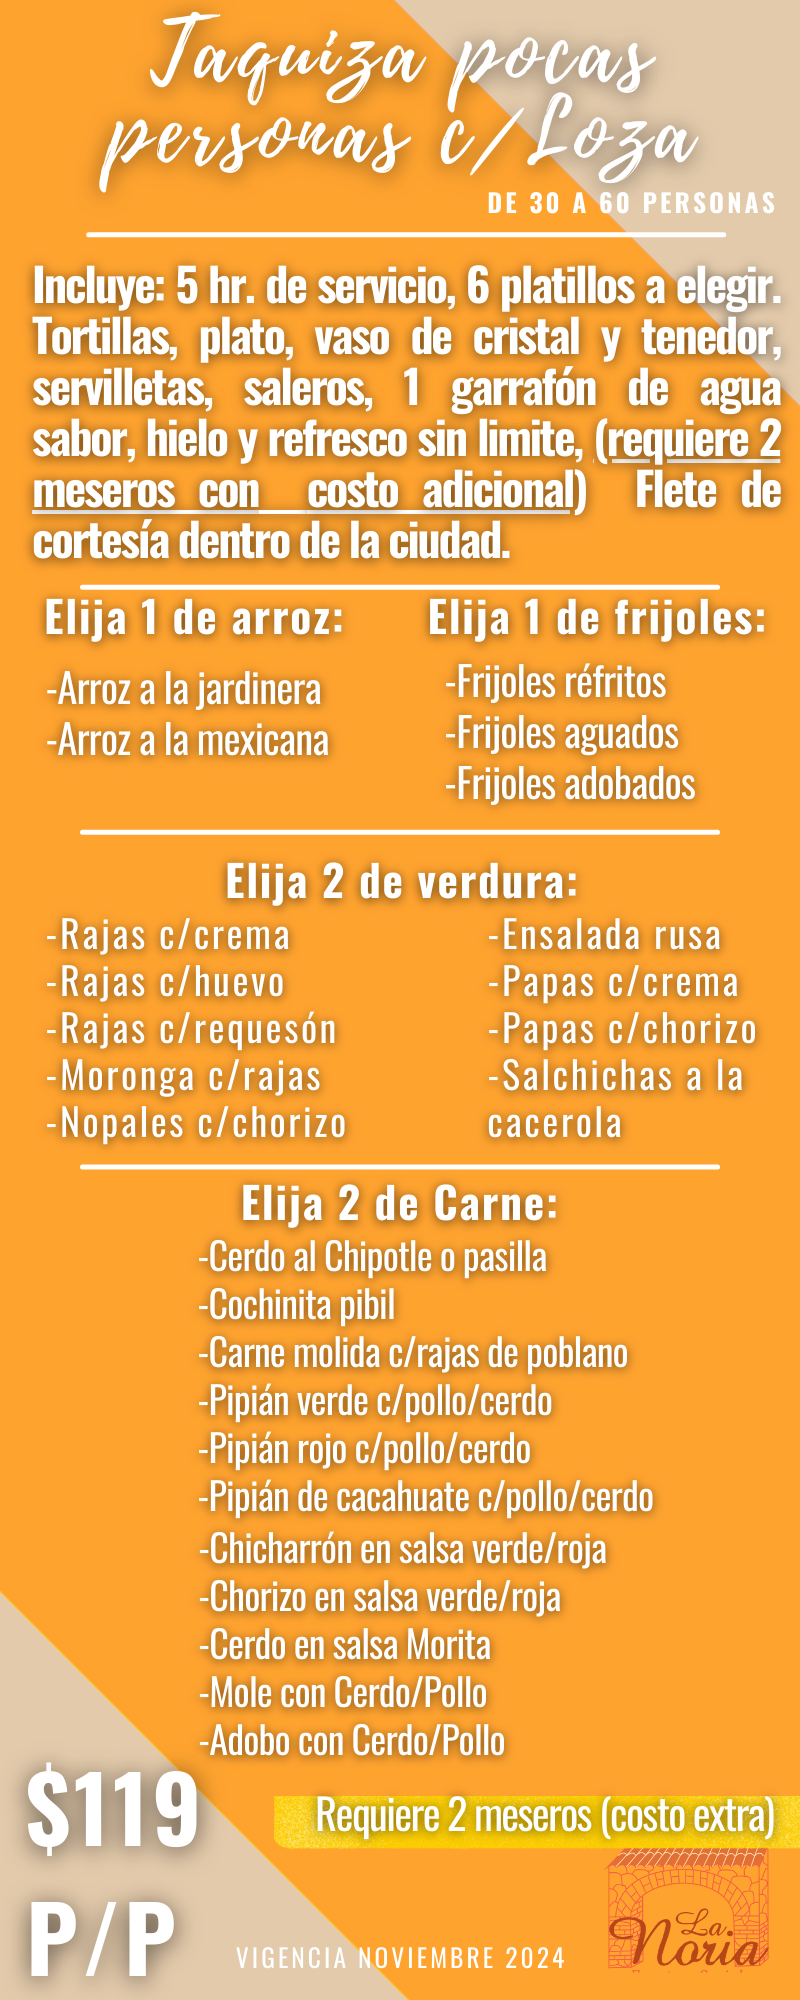 Taquiza pocas
personas c/Loza
DE 30 A 60 PERSONAS
Incluye: 5 hr. de servicio, 6 platillos a elegir.
Tortillas, plato, vaso de cristal y tenedor,
servilletas, saleros, 1 garrafón de agua
sabor, hielo y refresco sin limite, (requiere 2
meseros con costo adicional) Flete de
cortesía dentro de la ciudad.
Elija 1 de arroz:
-Arroz a la jardinera
-Arroz a la mexicana
Elija 1 de frijoles:
-Frijoles réfritos
-Frijoles aguados
-Frijoles adobados
Elija 2 de verdura:
-Rajas c/crema
-Rajas c/huevo
-Rajas c/requesón
-Moronga c/rajas
-Nopales c/chorizo
-Ensalada rusa
-Papas c/crema
-Papas c/chorizo
-Salchichas a la
cacerola
Elija 2 de Carne:
-Cerdo al Chipotle o pasilla
-Cochinita pibil
-Carne molida c/rajas de poblano
-Pipián verde c/pollo/cerdo
-Pipián rojo c/pollo/cerdo
-Pipián de cacahuate c/pollo/cerdo
-Chicharrón en salsa verde/roja
-Chorizo en salsa verde/roja
-Cerdo en salsa Morita
-Mole con Cerdo/Pollo
-Adobo con Cerdo/Pollo
$119
P/P
Requiere 2 meseros (costo extra)
VIGENCIA NOVIEMBRE 2024
La
Noria